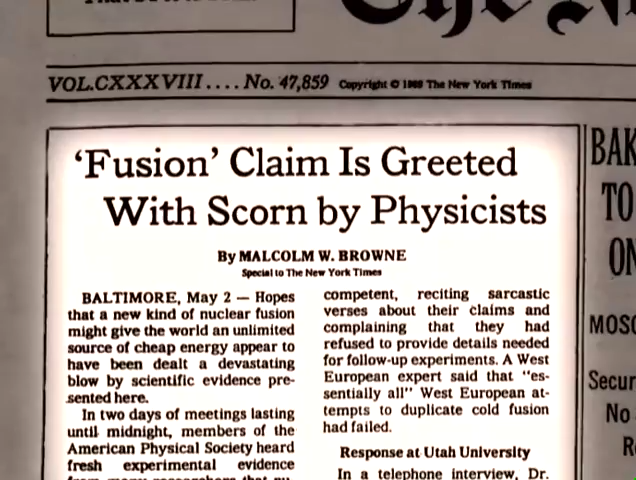 The N
VOL.CXXXVIII .... No. 47,859 Copyright © 1989 The New York Times
'Fusion' Claim Is Greeted
With Scorn by Physicists
By MALCOLM W. BROWNE
Special to The New York Times
BALTIMORE, May 2 — Hopes
that a new kind of nuclear fusion
might give the world an unlimited
source of cheap energy appear to
have been dealt a devastating
blow by scientific evidence pre-
sented here.
In two days of meetings lasting
until midnight, members of the
American Physical Society heard
fresh experimental evidence
competent, reciting sarcastic
verses about their claims and
complaining that they had
refused to provide details needed
for follow-up experiments. A West
European expert said that "es-
sentially all" West European at-
tempts to duplicate cold fusion
had failed.
Response at Utah University
In a telephone interview, Dr.
BAK
TO
ON
MOSC
Secur
No
R